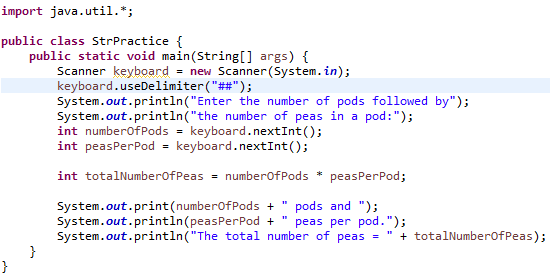 import java.util.*;
public class StrPractice {
public static void main(String[] args) {
Scanner keyboard = new Scanner(System.in);
keyboard.useDelimiter("##");
System.out.println("Enter the number of pods followed by");
System.out.println("the number of peas in a pod:");
int numberOfPods = keyboard.nextInt();
int peasPerPod = keyboard.nextInt();
int totalNumberOfPeas = numberOfPods * peasPerPod;
System.out.print(numberOfPods + " pods and ");
System.out.println(peasPerPod + " peas per pod.");
System.out.println("The total number of peas = " + totalNumberOfPeas);
}
}